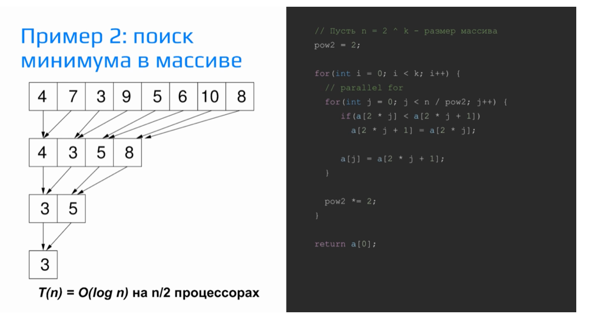 Пример 2: поиск
минимума в массиве
4 7 3 9 5 6 10 8
4 3 5 8
3 5
3
T(n) = O(log n) на n/2 процессорах
// Пусть n = 2 ^ k - размер массива
pow2 = 2;
for(int i = 0; i < k; i++) {
// parallel for
for(int j = 0; j < n / pow2; j++) {
if(a[2 * j] < a[2 * j + 1])
a[2 * j + 1] = a[2 * j];
a[j] = a[2 * j + 1];
}
pow2 *= 2;
}
return a[0];